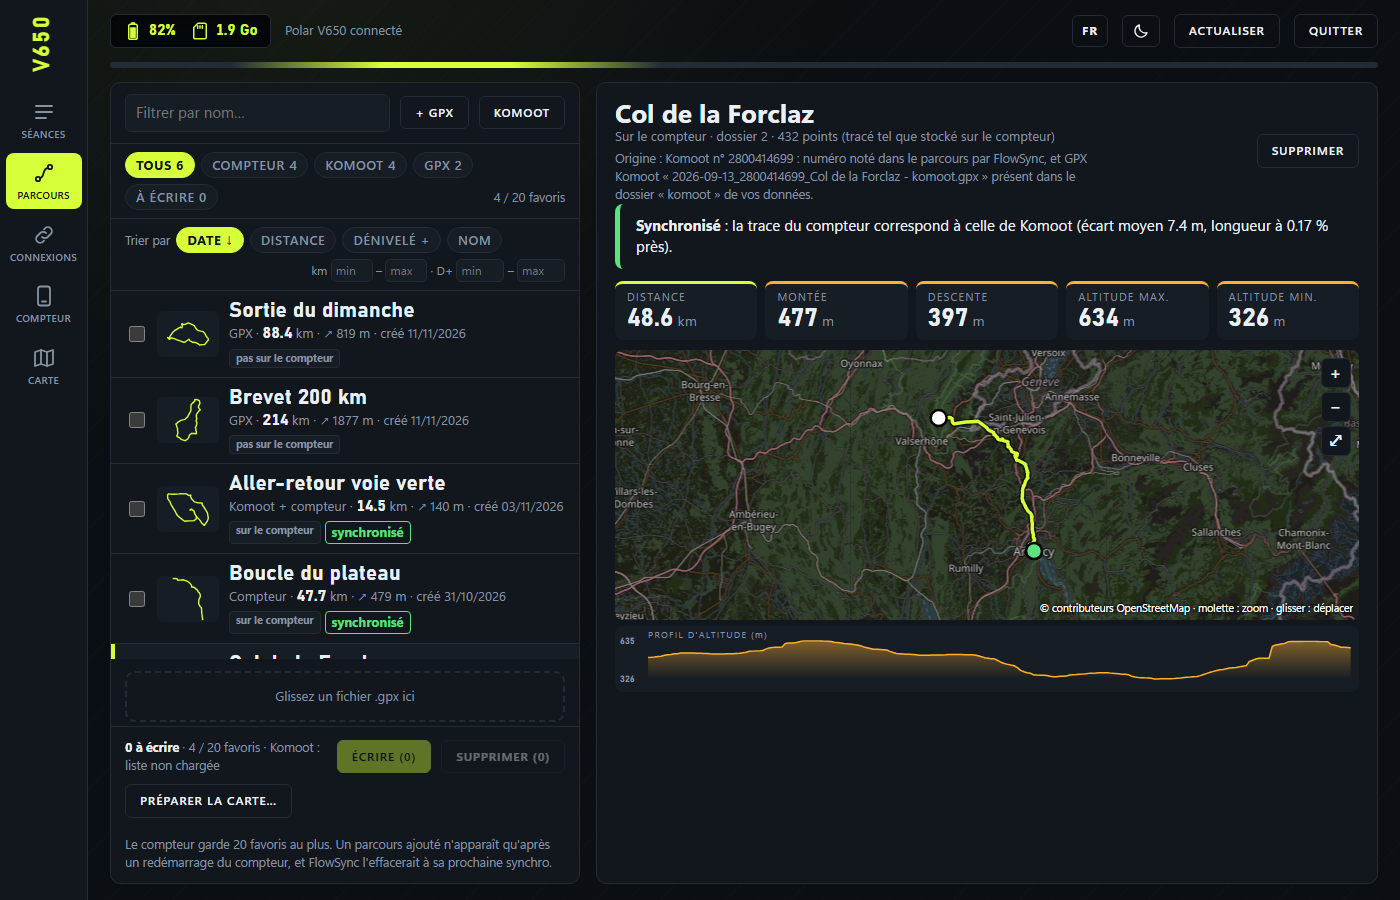 V650
82%
1.9 Go
Polar V650 connecté
FR
ACTUALISER
QUITTER
SÉANCES
PARCOURS
CONNEXIONS
COMPTEUR
CARTE
Filtrer par nom...
+ GPX
KOMOOT
TOUS 6
COMPTEUR 4
KOMOOT 4
GPX 2
À ÉCRIRE 0
4 / 20 favoris
Trier par
DATE ↓
DISTANCE
DÉNIVELÉ +
NOM
km min – max · D+ min – max
Sortie du dimanche
GPX · 88.4 km · ↗ 819 m · créé 11/11/2026
pas sur le compteur
Brevet 200 km
GPX · 214 km · ↗ 1877 m · créé 11/11/2026
pas sur le compteur
Aller-retour voie verte
Komoot + compteur · 14.5 km · ↗ 140 m · créé 03/11/2026
sur le compteur
synchronisé
Boucle du plateau
Compteur · 47.7 km · ↗ 479 m · créé 31/10/2026
sur le compteur
synchronisé
Glissez un fichier .gpx ici
0 à écrire · 4 / 20 favoris · Komoot :
liste non chargée
ÉCRIRE (0)
SUPPRIMER (0)
PRÉPARER LA CARTE...
Le compteur garde 20 favoris au plus. Un parcours ajouté n'apparaît qu'après
un redémarrage du compteur, et FlowSync l'effacerait à sa prochaine synchro.
Col de la Forclaz
Sur le compteur · dossier 2 · 432 points (tracé tel que stocké sur le compteur)
Origine : Komoot n° 2800414699 : numéro noté dans le parcours par FlowSync, et GPX
Komoot « 2026-09-13_2800414699_Col de la Forclaz - komoot.gpx » présent dans le
dossier « komoot » de vos données.
SUPPRIMER
Synchronisé : la trace du compteur correspond à celle de Komoot (écart moyen 7.4 m, longueur à 0.17 %
près).
DISTANCE
48.6 km
MONTÉE
477 m
DESCENTE
397 m
ALTITUDE MAX.
634 m
ALTITUDE MIN.
326 m
Versoix
Oyonnax
Genève
Bourg-en-
Bresse
Annemasse
Saint-Julien-
en-Genevois
Valserhône
Bonneville
Cluses
Ambérieu-
en-Bugey
Sallanches
Chamonix-
Mont-Blanc
Rumilly
+
−
© contributeurs OpenStreetMap · molette : zoom · glisser : déplacer
PROFIL D'ALTITUDE (m)
635
326